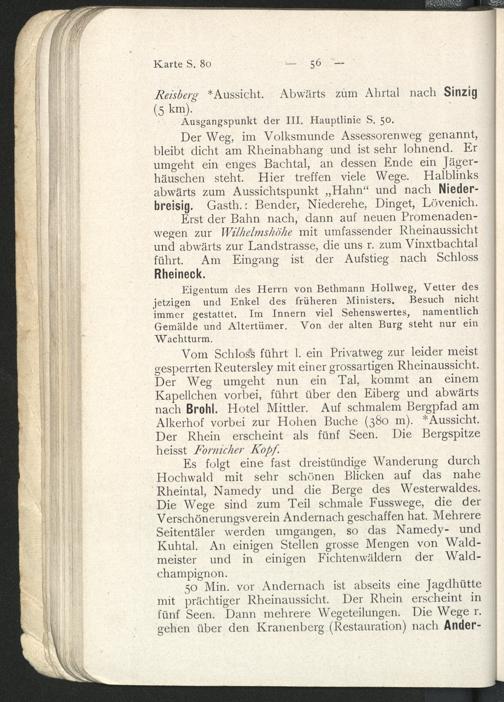 Karte S. 80 — 56 —
Reisberg *Aussicht. Abwärts zum Ahrtal nach Sinzig
(5 km).
Ausgangspunkt der III. Hauptlinie S. 50.
Der Weg, im Volksmunde Assessorenweg genannt,
bleibt dicht am Rheinabhang und ist sehr lohnend. Er
umgeht ein enges Bachtal, an dessen Ende ein Jäger-
häuschen steht. Hier treffen viele Wege. Halblinks
abwärts zum Aussichtspunkt „Hahn“ und nach Nieder-
breisig. Gasth.: Bender, Niederehe, Dinget, Lövenich.
Erst der Bahn nach, dann auf neuen Promenaden-
wegen zur Wilhelmshöhe mit umfassender Rheinaussicht
und abwärts zur Landstrasse, die uns r. zum Vinxtbachtal
führt. Am Eingang ist der Aufstieg nach Schloss
Rheineck.
Eigentum des Herrn von Bethmann Hollweg, Vetter des
jetzigen und Enkel des früheren Ministers. Besuch nicht
immer gestattet. Im Innern viel Sehenswertes, namentlich
Gemälde und Altertümer. Von der alten Burg steht nur ein
Wachtturm.
Vom Schloss führt l. ein Privatweg zur leider meist
gesperrten Reutersley mit einer grossartigen Rheinaussicht.
Der Weg umgeht nun ein Tal, kommt an einem
Kapellchen vorbei, führt über den Eiberg und abwärts
nach Brohl. Hotel Mittler. Auf schmalem Bergpfad am
Alkerhof vorbei zur Hohen Buche (380 m). *Aussicht.
Der Rhein erscheint als fünf Seen. Die Bergspitze
heisst Fornicher Kopf.
Es folgt eine fast dreistündige Wanderung durch
Hochwald mit sehr schönen Blicken auf das nahe
Rheintal, Namedy und die Berge des Westerwaldes.
Die Wege sind zum Teil schmale Fusswege, die der
Verschönerungsverein Andernach geschaffen hat. Mehrere
Seitentäler werden umgangen, so das Namedy- und
Kuhtal. An einigen Stellen grosse Mengen von Wald-
meister und in einigen Fichtenwäldern der Wald-
champignon.
50 Min. vor Andernach ist abseits eine Jagdhütte
mit prächtiger Rheinaussicht. Der Rhein erscheint in
fünf Seen. Dann mehrere Wegeteilungen. Die Wege r.
gehen über den Kranenberg (Restauration) nach Ander-